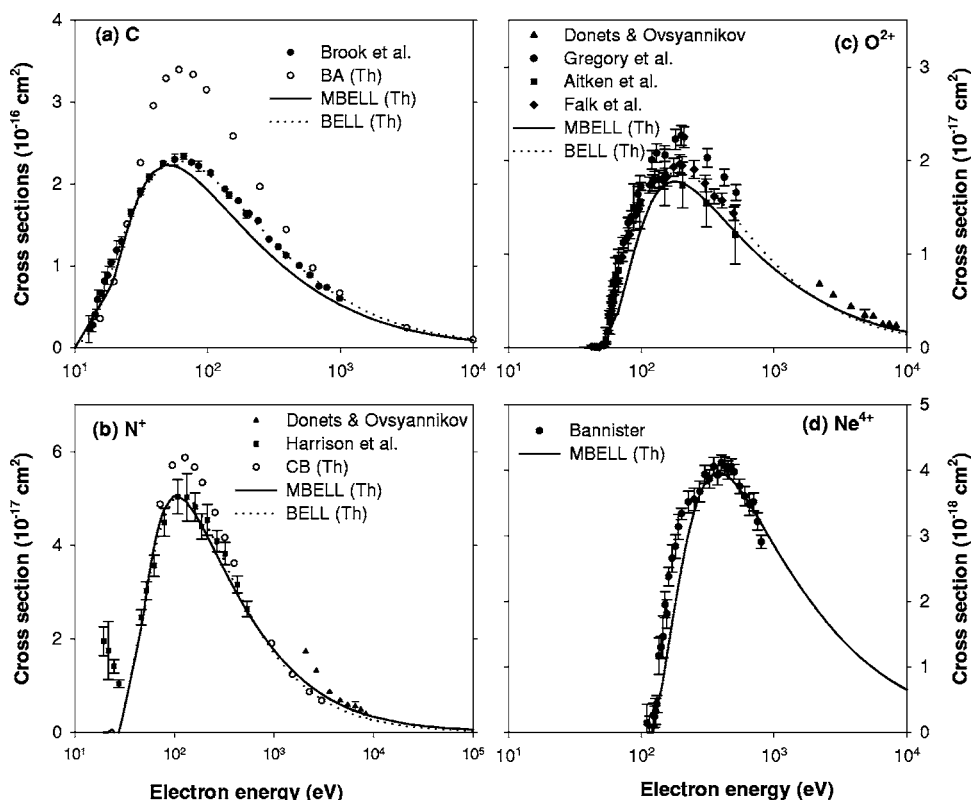 (a) C
Brook et al.
BA (Th)
MBELL (Th)
BELL (Th)
Cross sections (10⁻¹⁶ cm²)
4
3
2
1
0
10¹
10²
10³
10⁴
(c) O²⁺
Donets & Ovsyannikov
Gregory et al.
Aitken et al.
Falk et al.
MBELL (Th)
BELL (Th)
Cross section (10⁻¹⁷ cm²)
3
2
1
0
10¹
10²
10³
10⁴
(b) N⁺
Donets & Ovsyannikov
Harrison et al.
CB (Th)
MBELL (Th)
BELL (Th)
Cross section (10⁻¹⁷ cm²)
6
4
2
0
10¹
10²
10³
10⁴
10⁵
Electron energy (eV)
(d) Ne⁴⁺
Bannister
MBELL (Th)
Cross section (10⁻¹⁸ cm²)
5
4
3
2
1
0
10¹
10²
10³
10⁴
Electron energy (eV)